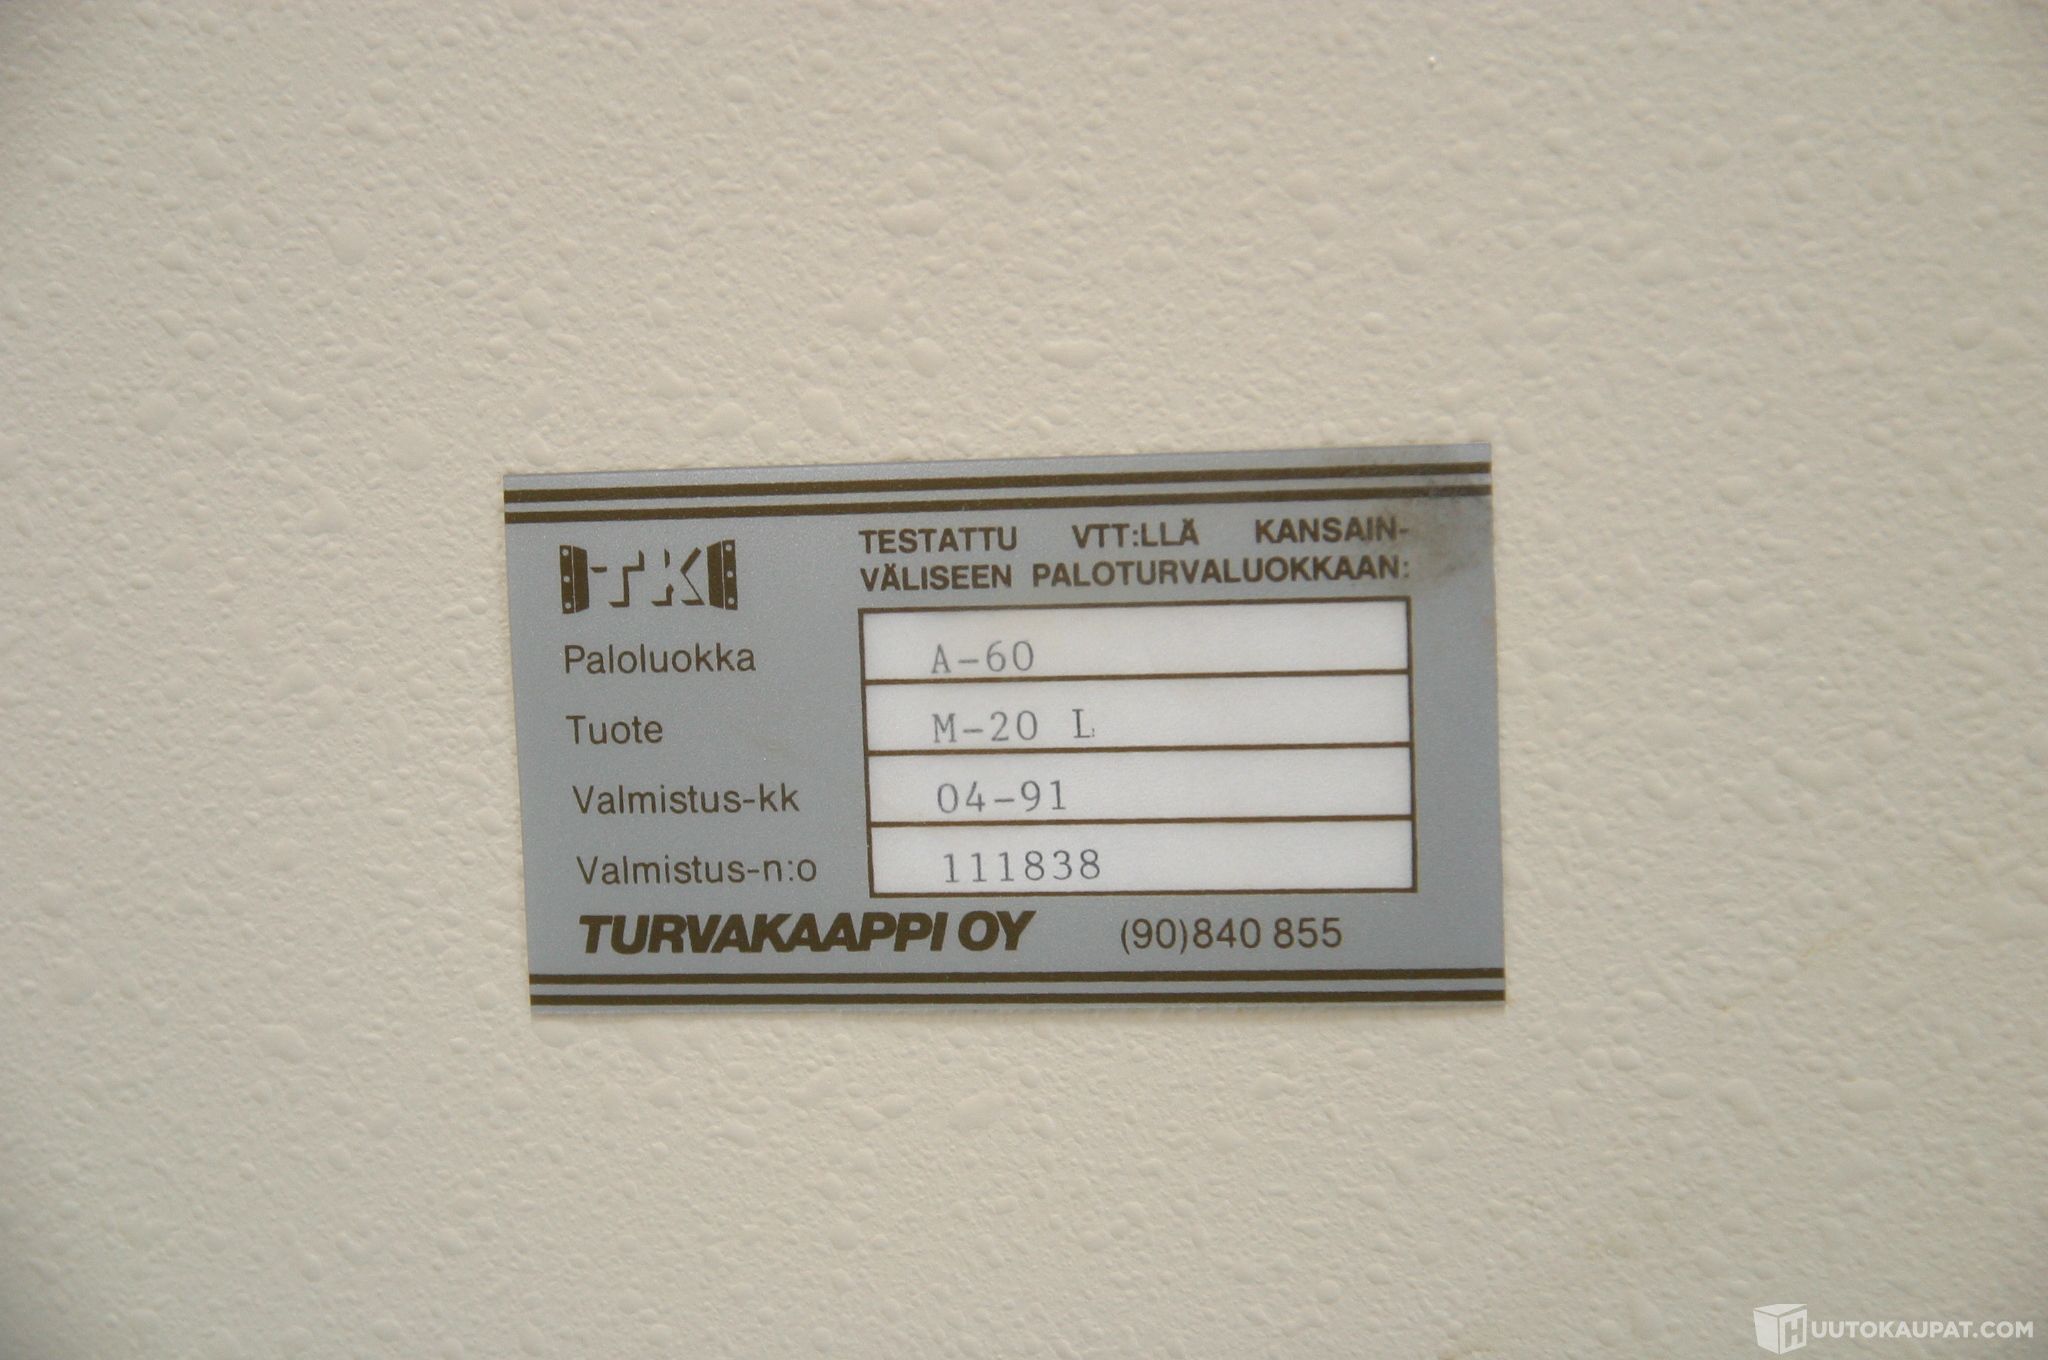 TK
TESTATTU VTT:LLÄ KANSAIN-
VÄLISEEN PALOTURVALUOKKAAN:
Paloluokka A-60
Tuote M-20 L
Valmistus-kk 04-91
Valmistus-n:o 111838
TURVAKAAPPI OY (90)840 855
HUUTOKAUPAT.COM